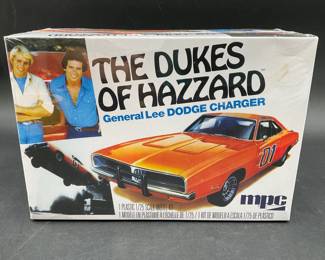 THE DUKES
OF HAZZARD
General Lee DODGE CHARGER
01
mpc
1 PLASTIC 1/25 SCALE MODEL KIT
1 MODELE EN PLASTIQUE A L'ECHELLE DE 1/25 / 1 KIT DE MODELO A ESCALA 1/25 DE PLASTICO